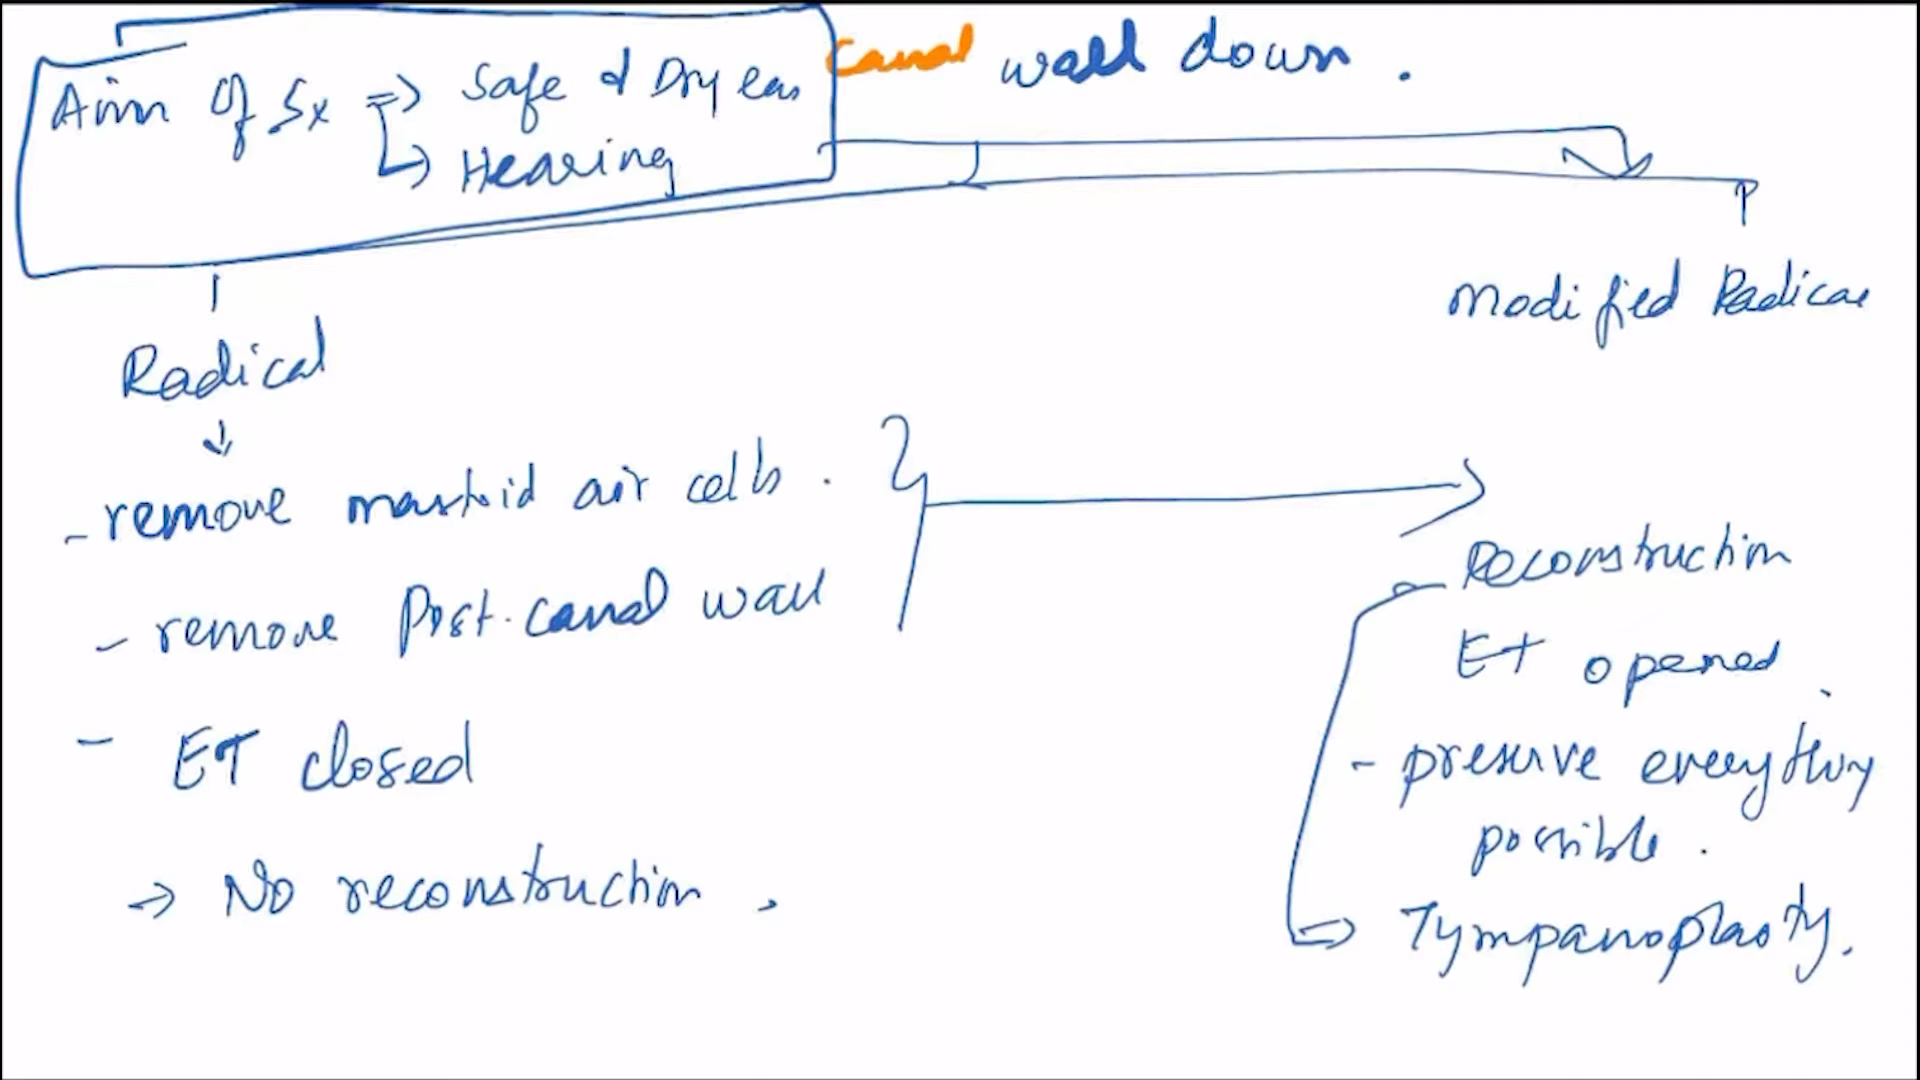 Canal wall down.
Aim of Sx => Safe & Dry ear
-> Hearing
Modified Radical
Radical
- remove mastoid air cells.
- remove Post. canal wall
- ET closed
-> No reconstruction.
- Reconstruction
ET opened
- preserve everything
possible.
=> Tympanoplasty.